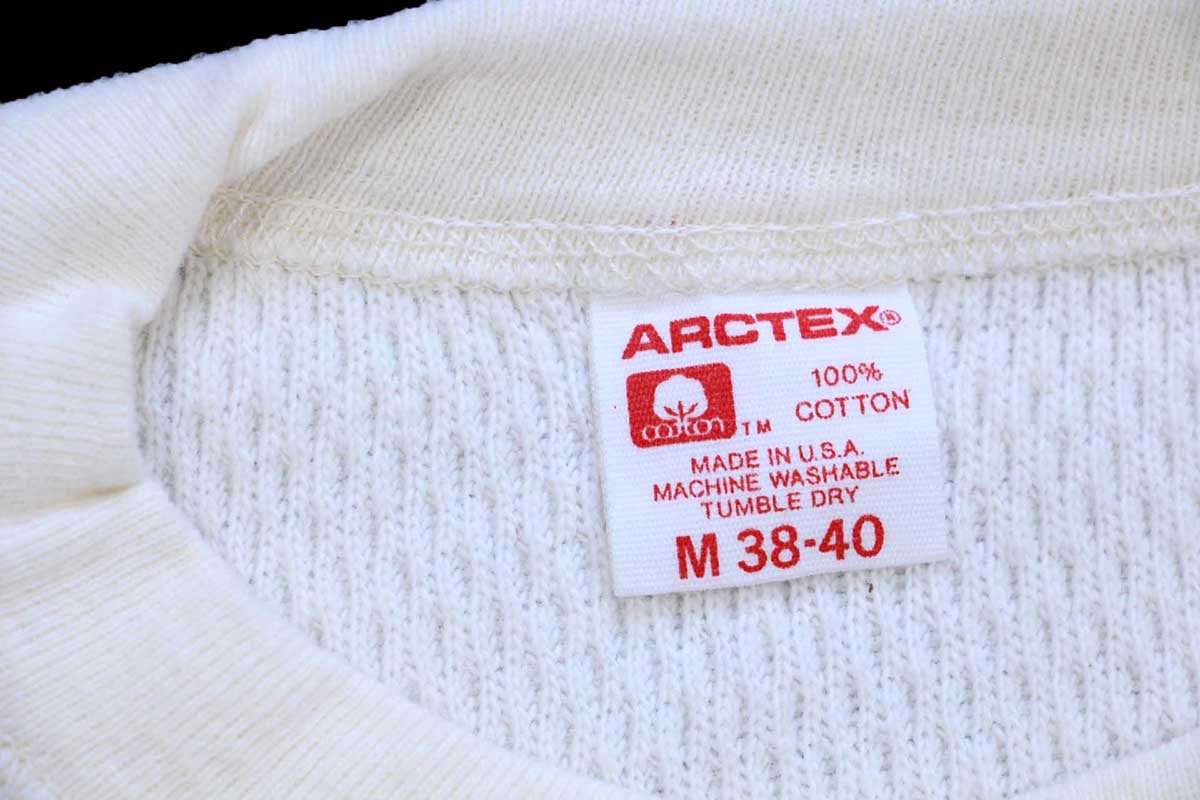 ARCTEX®
100%
COTTON
cotton TM
MADE IN U.S.A.
MACHINE WASHABLE
TUMBLE DRY
M 38-40